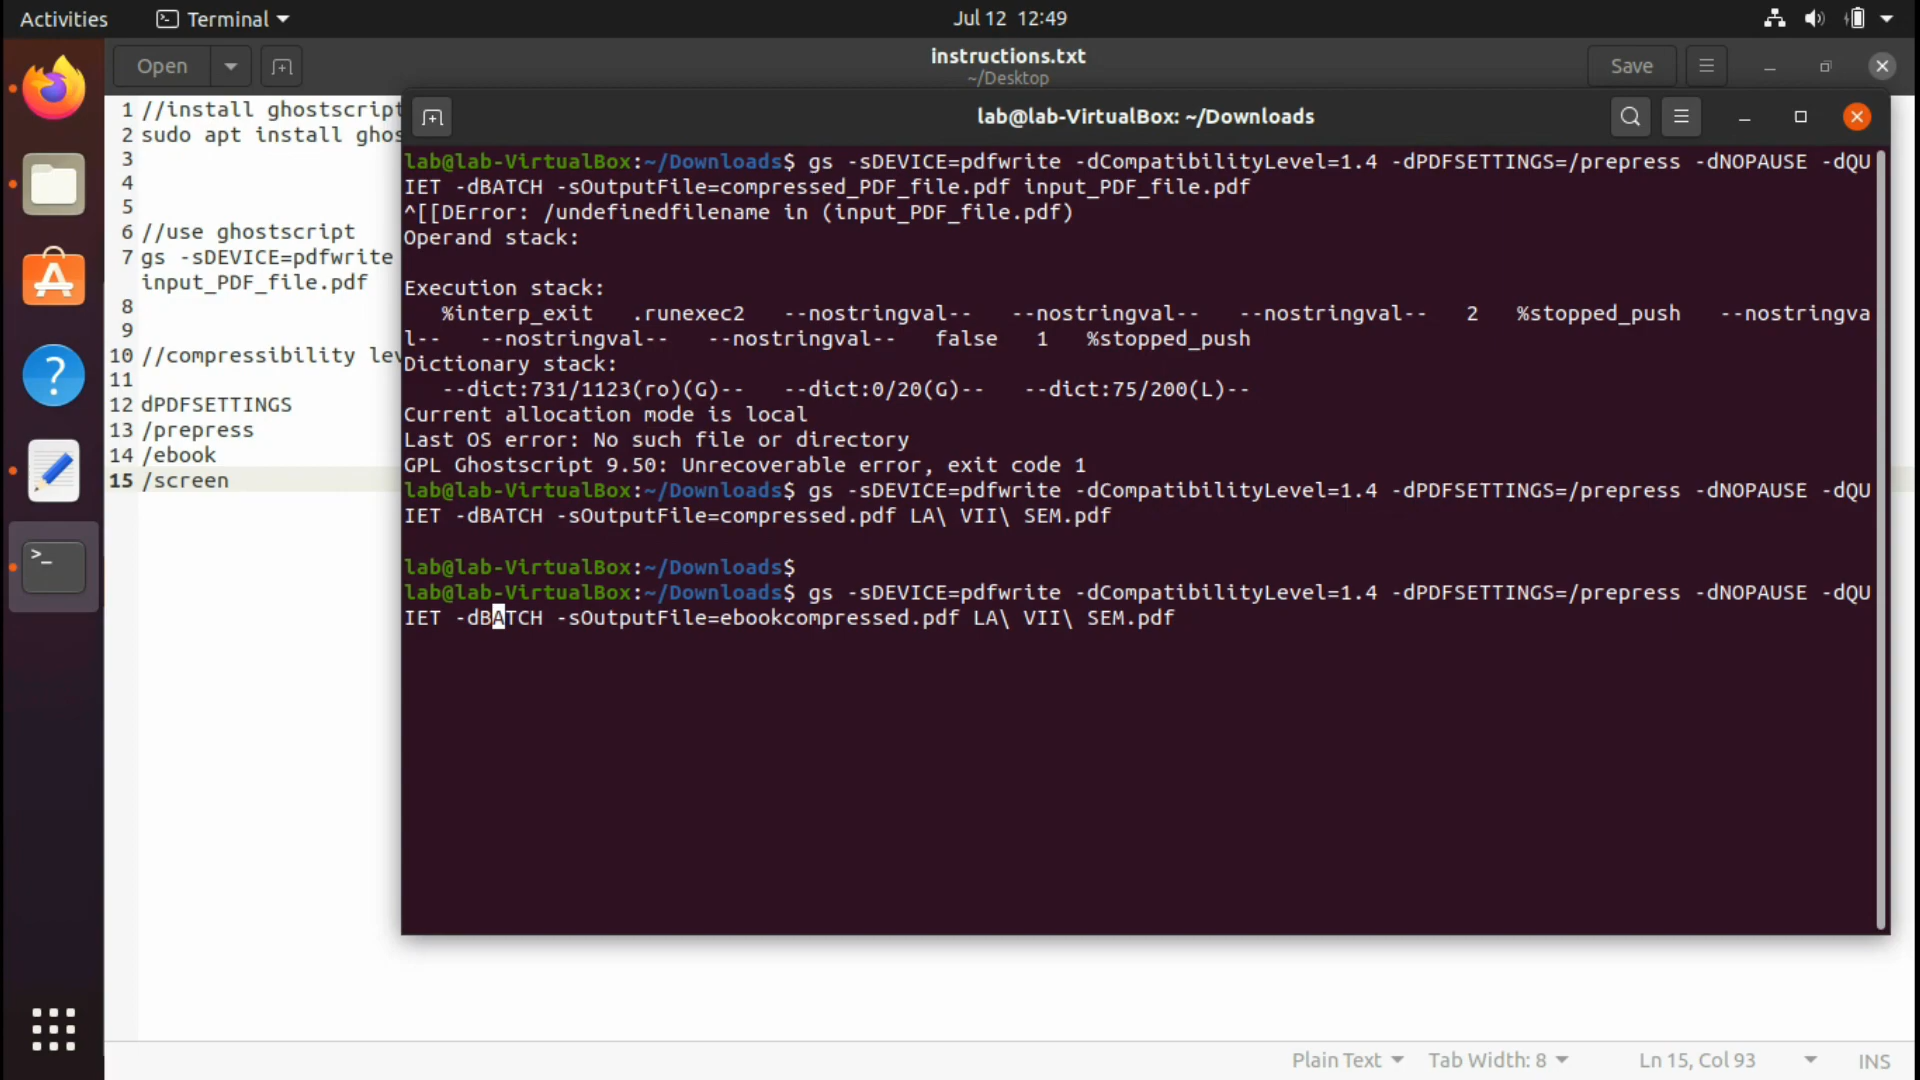 Activities Terminal Jul 12 12:49
Open instructions.txt Save
~/Desktop
1 //install ghostscript
2 sudo apt install ghos
3
4
5
6 //use ghostscript
7 gs -sDEVICE=pdfwrite
input_PDF_file.pdf
8
9
10 //compressibility lev
11
12 dPDFSETTINGS
13 /prepress
14 /ebook
15 /screen
lab@lab-VirtualBox: ~/Downloads
lab@lab-VirtualBox:~/Downloads$ gs -sDEVICE=pdfwrite -dCompatibilityLevel=1.4 -dPDFSETTINGS=/prepress -dNOPAUSE -dQU
IET -dBATCH -sOutputFile=compressed_PDF_file.pdf input_PDF_file.pdf
^[[DError: /undefinedfilename in (input_PDF_file.pdf)
Operand stack:
Execution stack:
%interp_exit .runexec2 --nostringval-- --nostringval-- --nostringval-- 2 %stopped_push --nostringva
l-- --nostringval-- --nostringval-- false 1 %stopped_push
Dictionary stack:
--dict:731/1123(ro)(G)-- --dict:0/20(G)-- --dict:75/200(L)--
Current allocation mode is local
Last OS error: No such file or directory
GPL Ghostscript 9.50: Unrecoverable error, exit code 1
lab@lab-VirtualBox:~/Downloads$ gs -sDEVICE=pdfwrite -dCompatibilityLevel=1.4 -dPDFSETTINGS=/prepress -dNOPAUSE -dQU
IET -dBATCH -sOutputFile=compressed.pdf LA\ VII\ SEM.pdf
lab@lab-VirtualBox:~/Downloads$
lab@lab-VirtualBox:~/Downloads$ gs -sDEVICE=pdfwrite -dCompatibilityLevel=1.4 -dPDFSETTINGS=/prepress -dNOPAUSE -dQU
IET -dBATCH -sOutputFile=ebookcompressed.pdf LA\ VII\ SEM.pdf
Plain Text Tab Width: 8 Ln 15, Col 93 INS